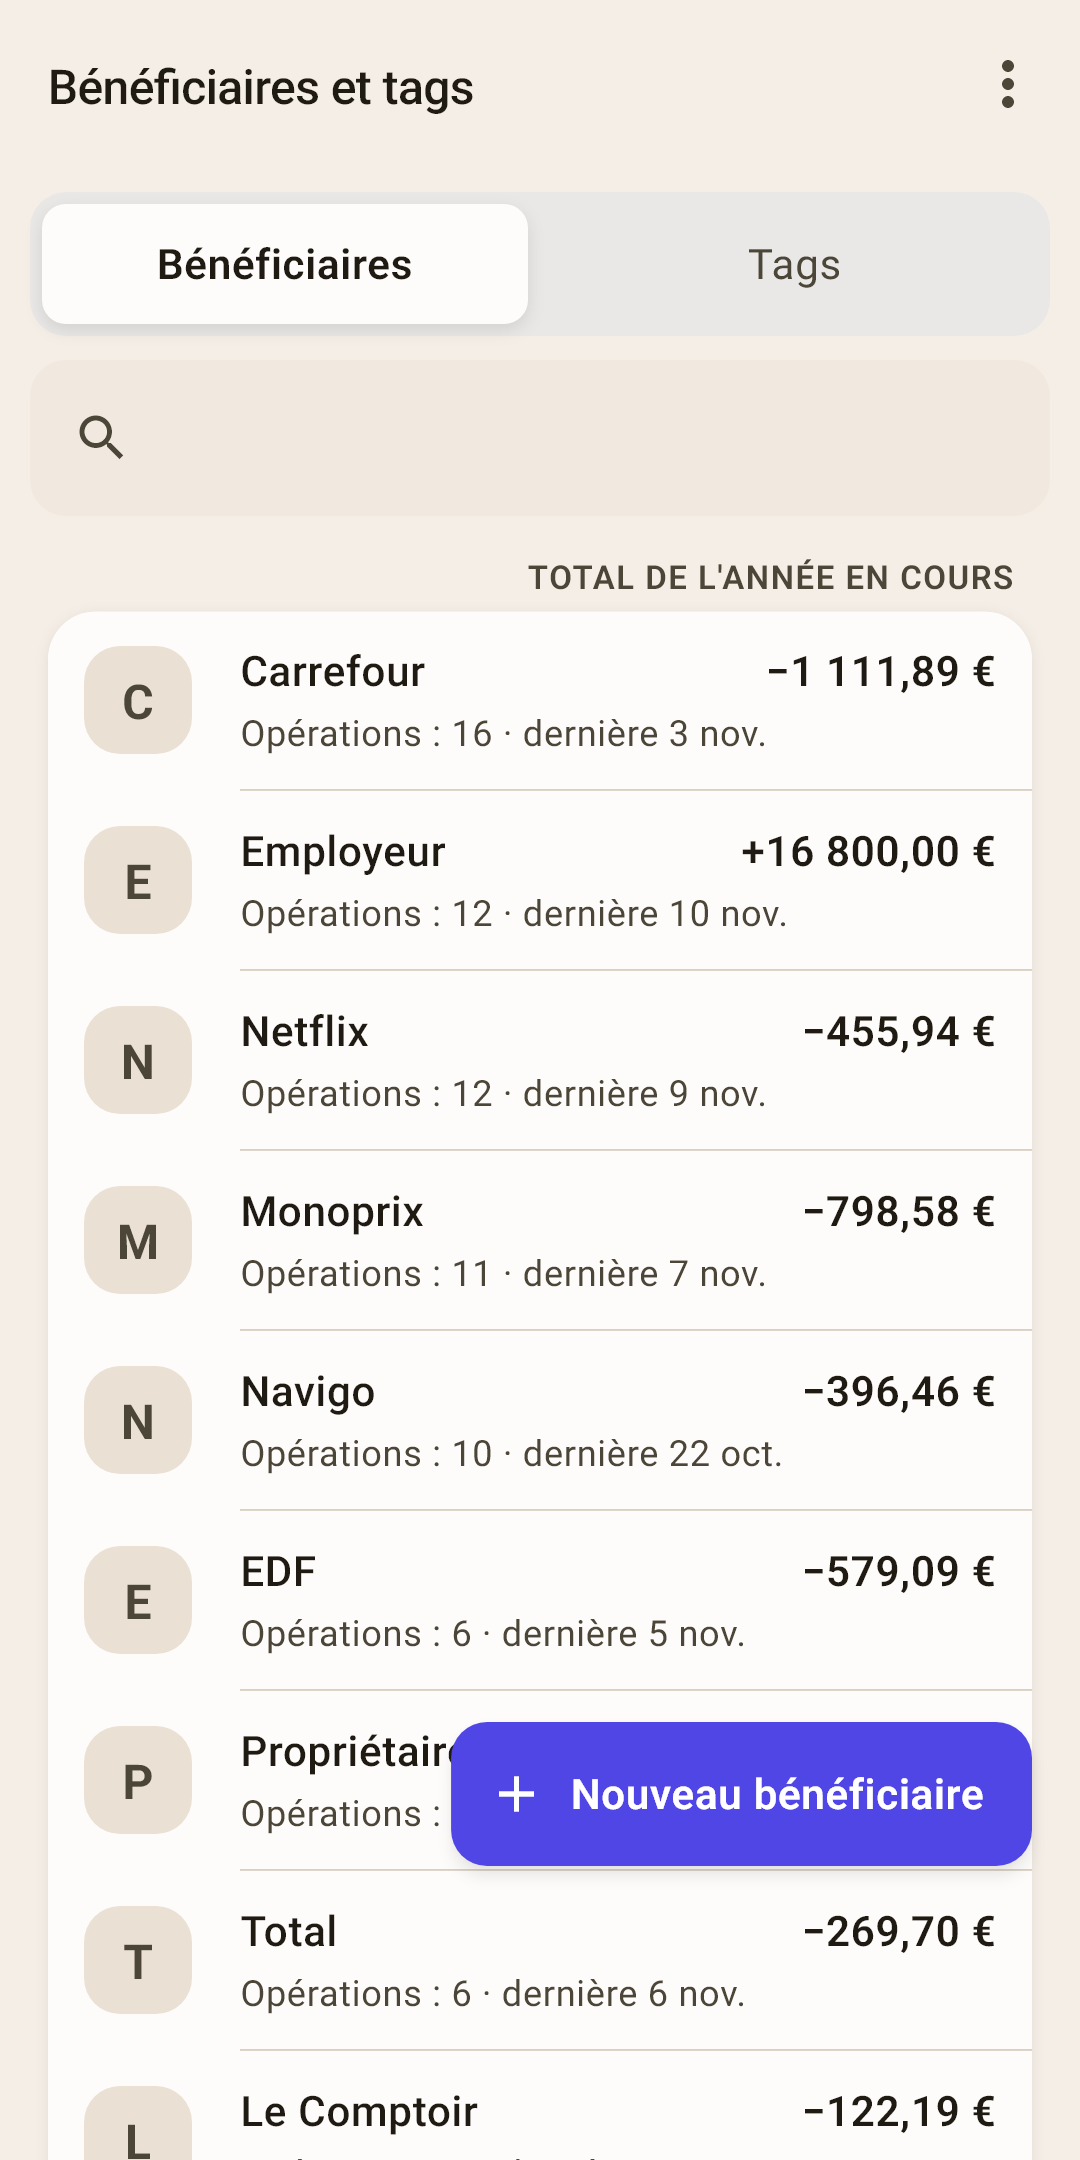 Bénéficiaires et tags
Bénéficiaires
Tags
TOTAL DE L'ANNÉE EN COURS
C
Carrefour
−1 111,89 €
Opérations : 16 · dernière 3 nov.
E
Employeur
+16 800,00 €
Opérations : 12 · dernière 10 nov.
N
Netflix
−455,94 €
Opérations : 12 · dernière 9 nov.
M
Monoprix
−798,58 €
Opérations : 11 · dernière 7 nov.
N
Navigo
−396,46 €
Opérations : 10 · dernière 22 oct.
E
EDF
−579,09 €
Opérations : 6 · dernière 5 nov.
P
Propriétaire
Opérations :
Nouveau bénéficiaire
T
Total
−269,70 €
Opérations : 6 · dernière 6 nov.
L
Le Comptoir
−122,19 €